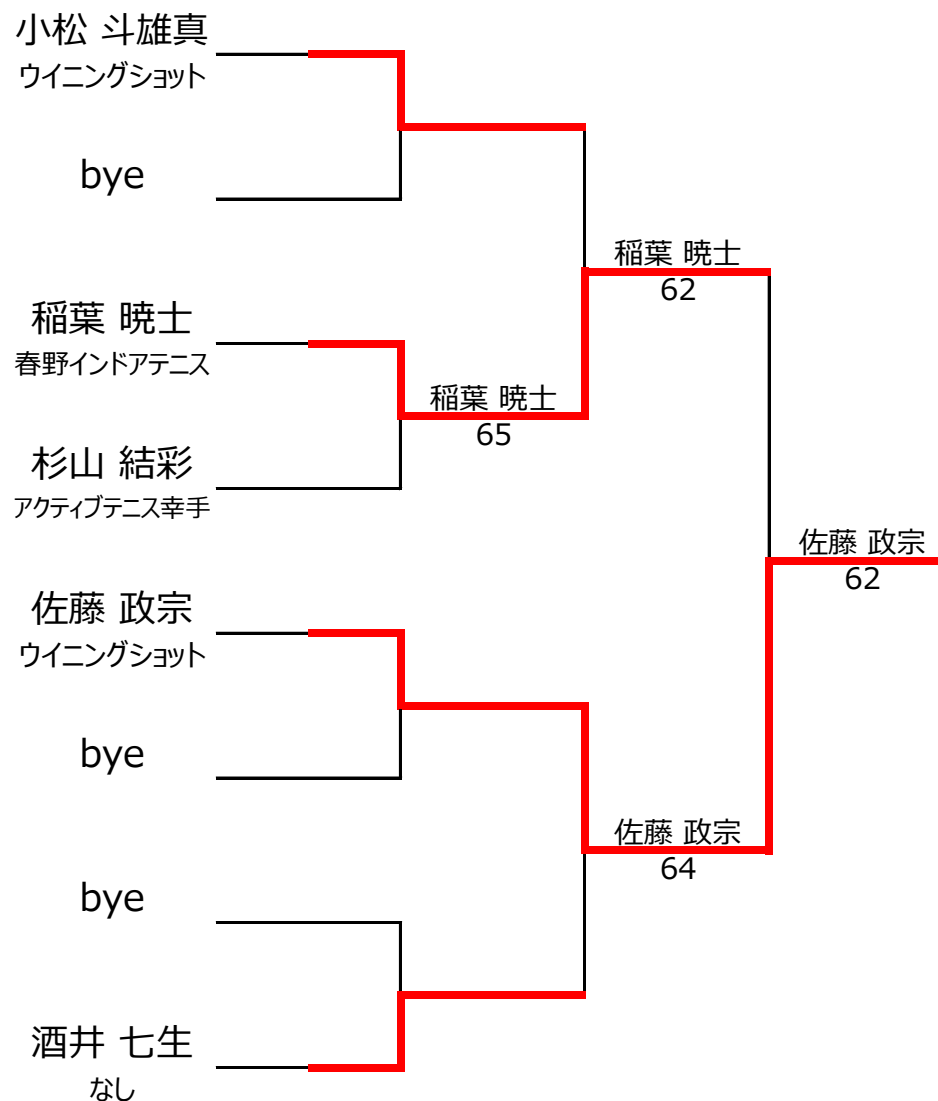 小松 斗雄真
ウイニングショット
bye
稲葉 暁士
62
稲葉 暁士
春野インドアテニス
稲葉 暁士
65
杉山 結彩
アクティブテニス幸手
佐藤 政宗
62
佐藤 政宗
ウイニングショット
bye
佐藤 政宗
64
bye
酒井 七生
なし